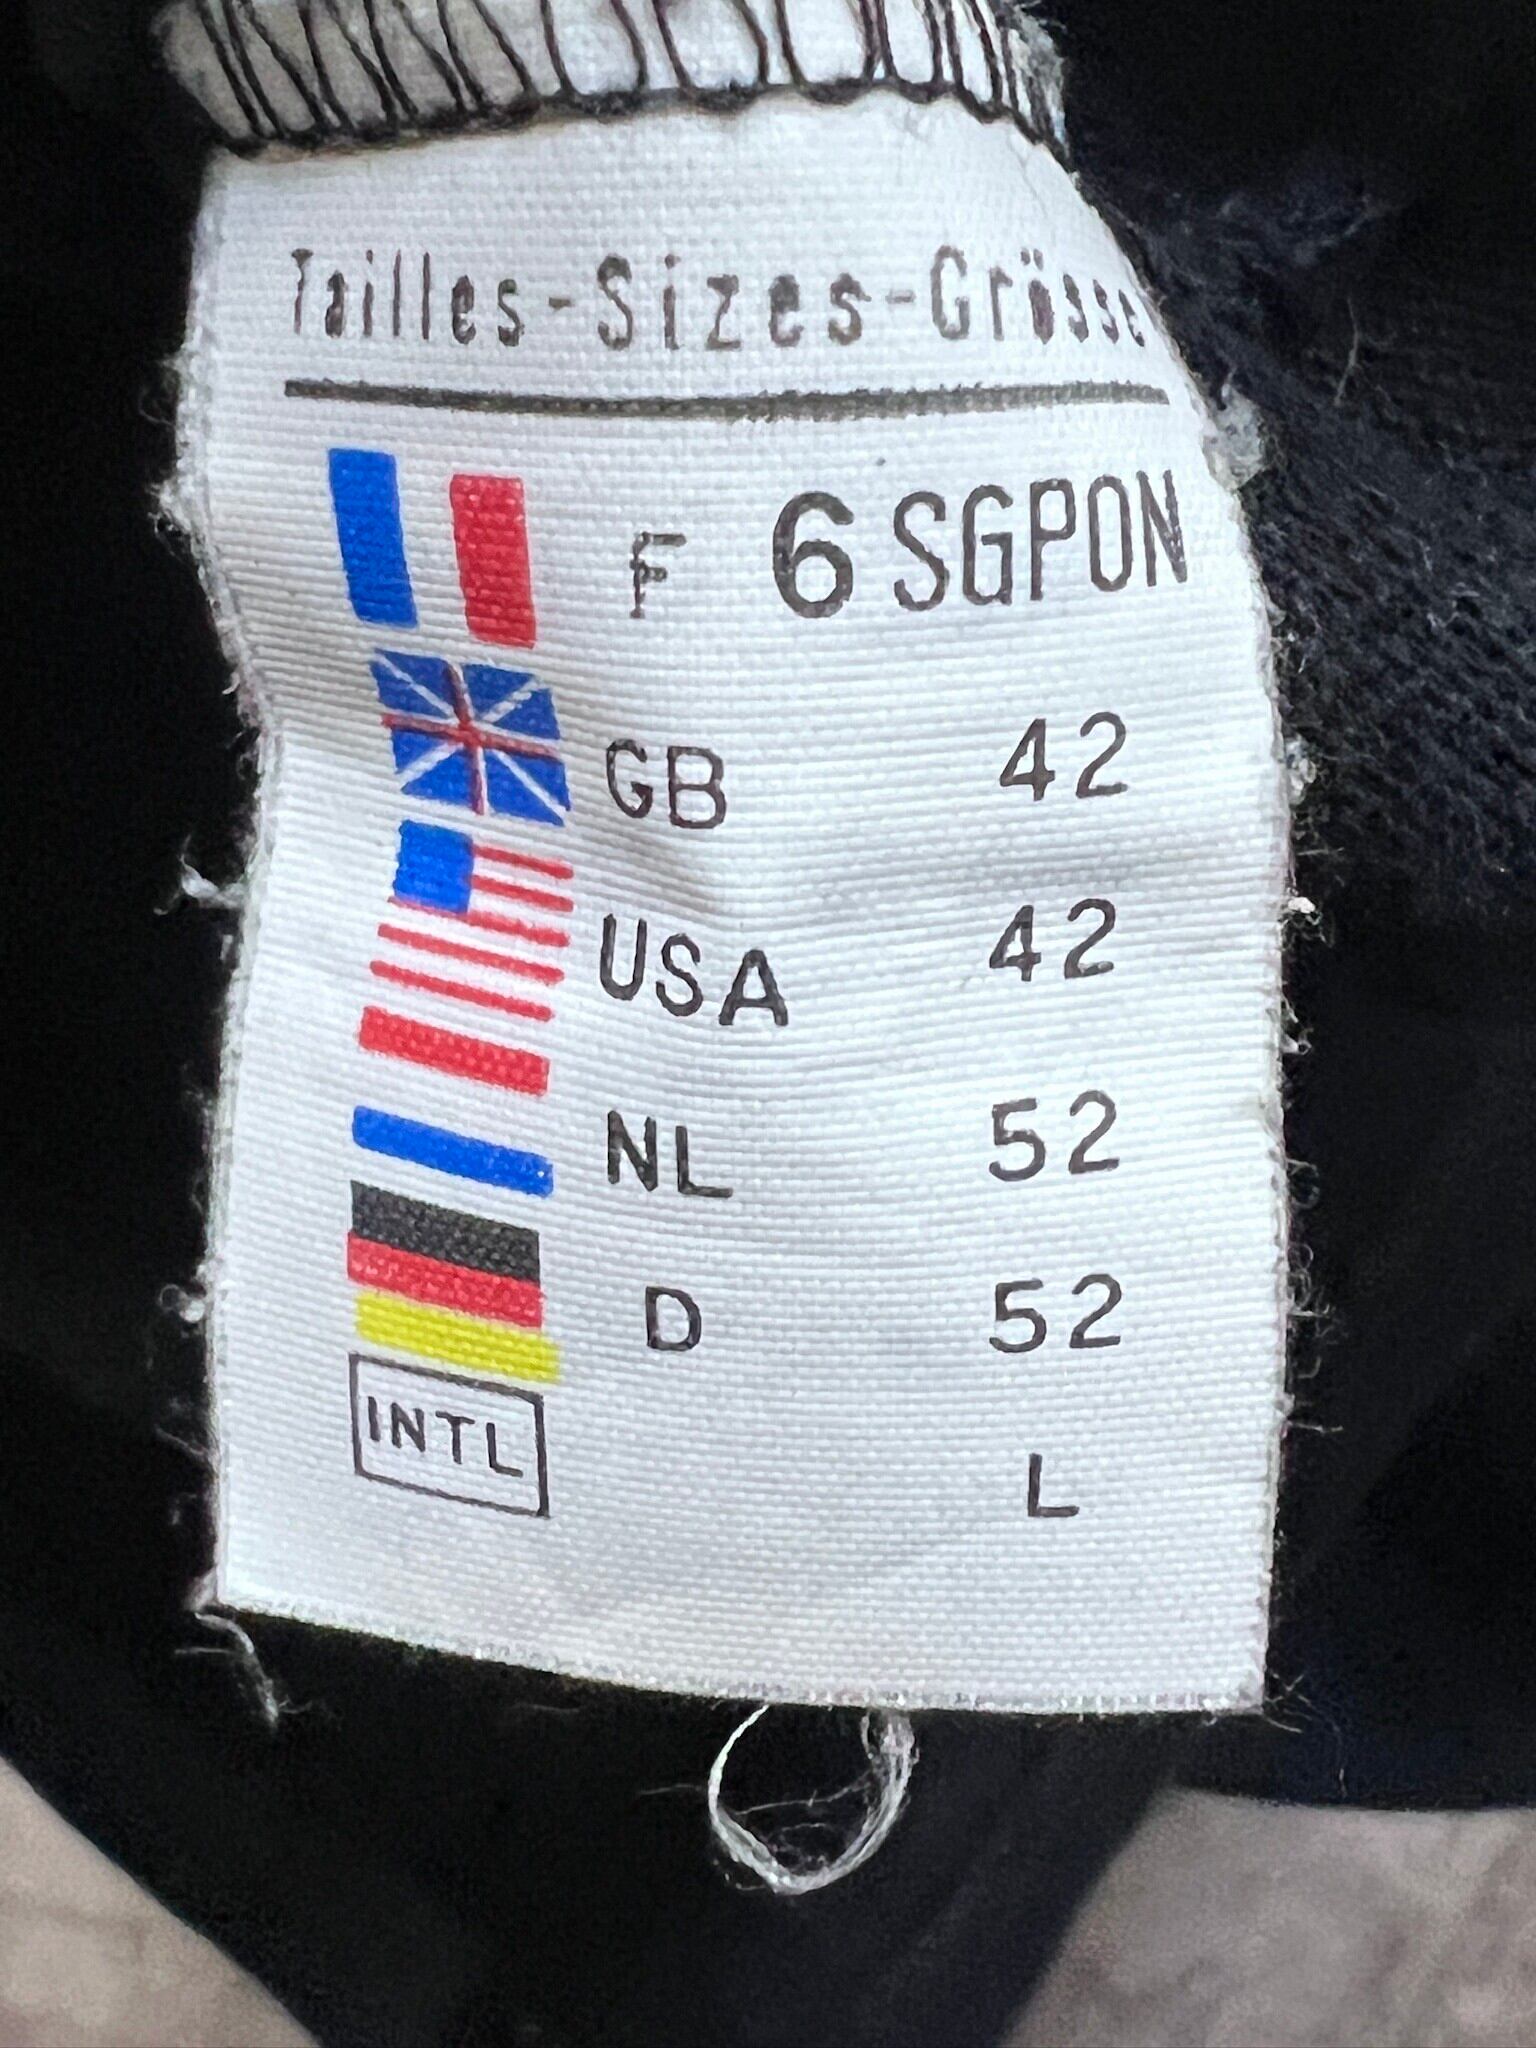 Tailles-Sizes-Grösse
F 6 SGPON
GB 42
USA 42
NL 52
D 52
INTL L